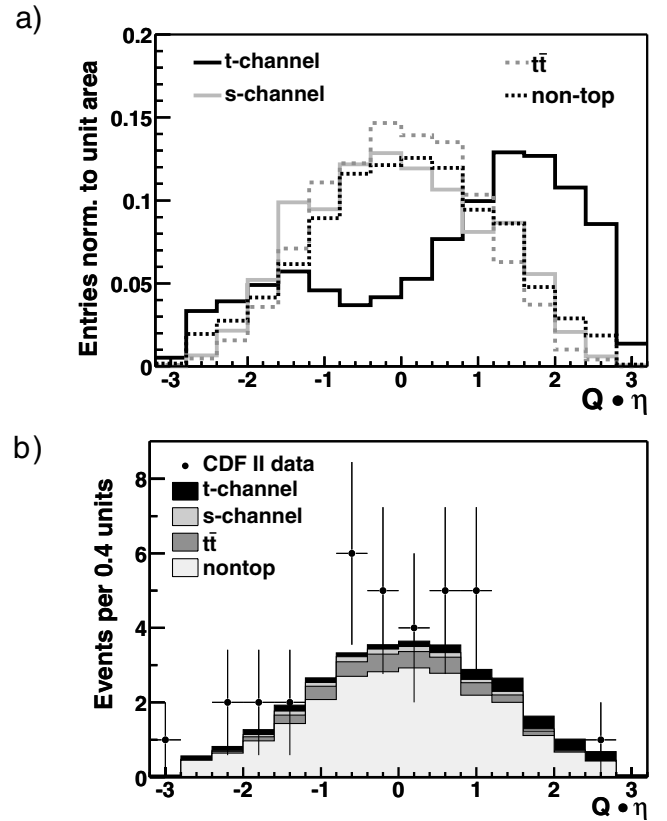 a)
Entries norm. to unit area
0.2
0.15
0.1
0.05
0
t-channel
s-channel
tt̄
non-top
-3 -2 -1 0 1 2 3
Q • η
b)
Events per 0.4 units
8
6
4
2
0
CDF II data
t-channel
s-channel
tt̄
nontop
-3 -2 -1 0 1 2 3
Q • η